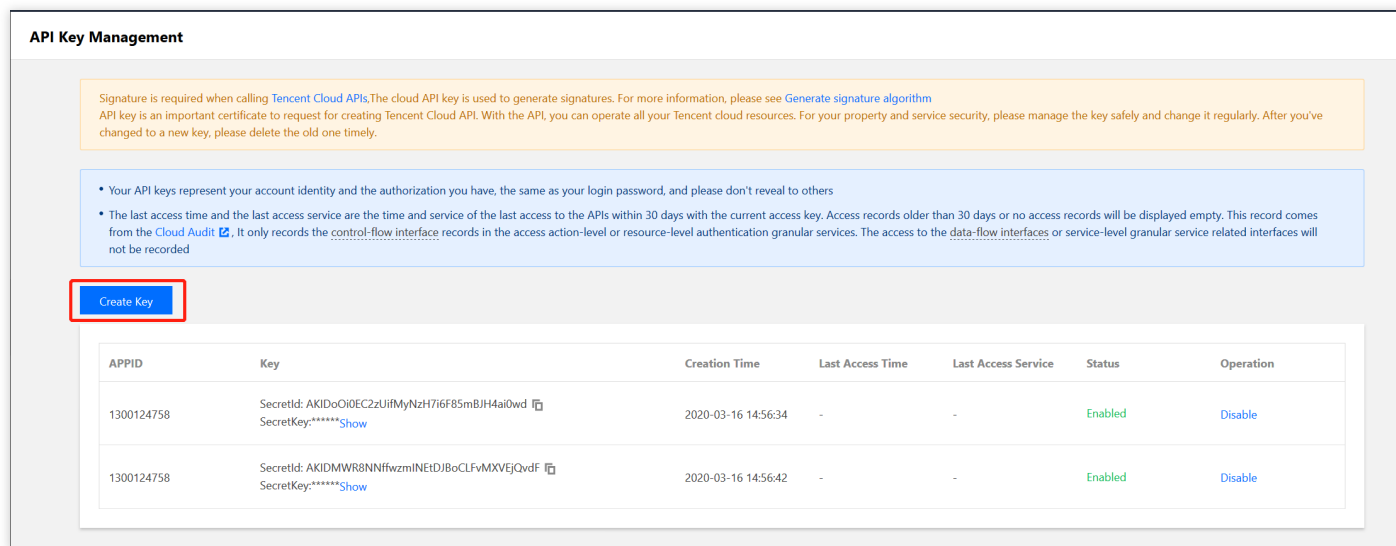 API Key Management
Signature is required when calling Tencent Cloud APIs,The cloud API key is used to generate signatures. For more information, please see Generate signature algorithm
API key is an important certificate to request for creating Tencent Cloud API. With the API, you can operate all your Tencent cloud resources. For your property and service security, please manage the key safely and change it regularly. After you've
changed to a new key, please delete the old one timely.
• Your API keys represent your account identity and the authorization you have, the same as your login password, and please don't reveal to others
• The last access time and the last access service are the time and service of the last access to the APIs within 30 days with the current access key. Access records older than 30 days or no access records will be displayed empty. This record comes
from the Cloud Audit , It only records the control-flow interface records in the access action-level or resource-level authentication granular services. The access to the data-flow interfaces or service-level granular service related interfaces will
not be recorded
Create Key
APPID Key Creation Time Last Access Time Last Access Service Status Operation
SecretId: AKIDoOi0EC2zUifMyNzH7i6F85mBJH4ai0wd
1300124758 2020-03-16 14:56:34 - - Enabled Disable
SecretKey:******Show
SecretId: AKIDMWR8NNffwzmINEtDJBoCLFvMXVEjQvdF
1300124758 2020-03-16 14:56:42 - - Enabled Disable
SecretKey:******Show